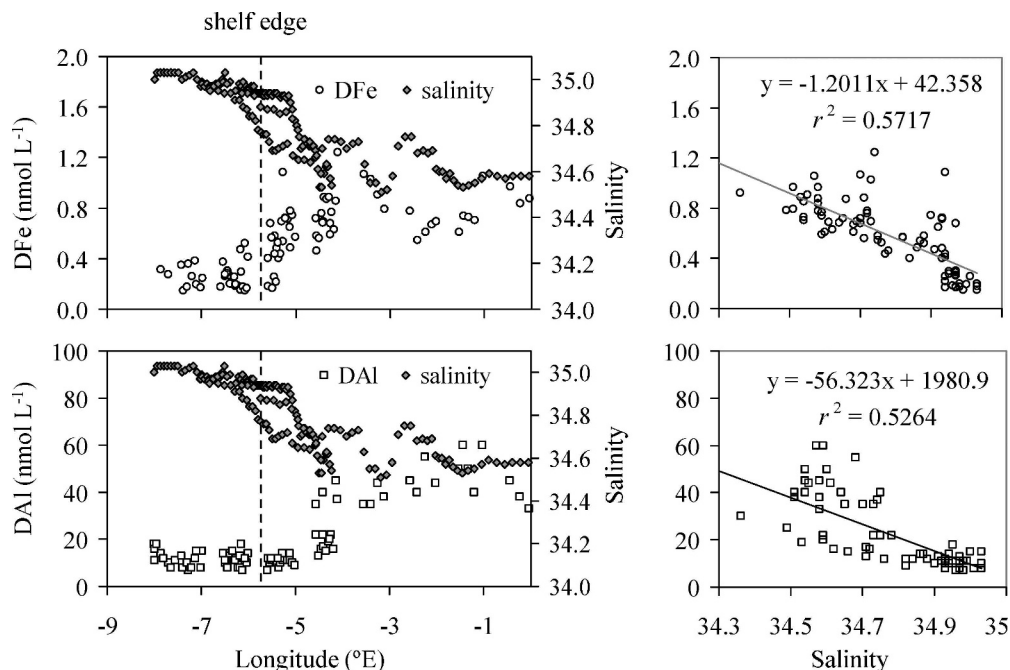 shelf edge
2.0
1.6
1.2
0.8
0.4
0.0
DFe (nmol L-1)
DFe salinity
35.0
34.8
34.6
34.4
34.2
34.0
Salinity
2.0
1.6
1.2
0.8
0.4
0.0
y = -1.2011x + 42.358
r2 = 0.5717
100
80
60
40
20
0
DAl (nmol L-1)
DAl salinity
35.0
34.8
34.6
34.4
34.2
34.0
Salinity
-9 -7 -5 -3 -1
Longitude (ºE)
100
80
60
40
20
0
y = -56.323x + 1980.9
r2 = 0.5264
34.3 34.5 34.7 34.9 35
Salinity